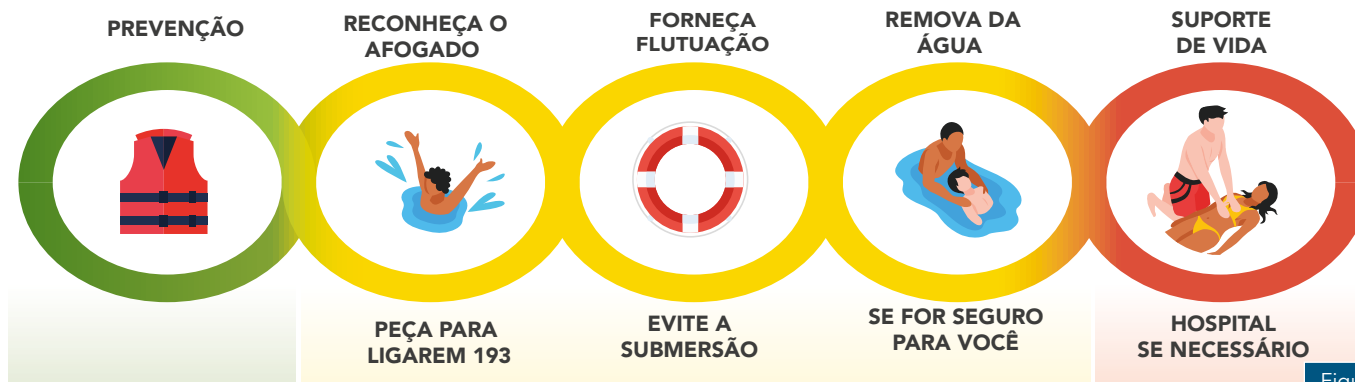 PREVENÇÃO
RECONHEÇA O
AFOGADO
FORNEÇA
FLUTUAÇÃO
REMOVA DA
ÁGUA
SUPORTE
DE VIDA
PEÇA PARA
LIGAREM 193
EVITE A
SUBMERSÃO
SE FOR SEGURO
PARA VOCÊ
HOSPITAL
SE NECESSÁRIO